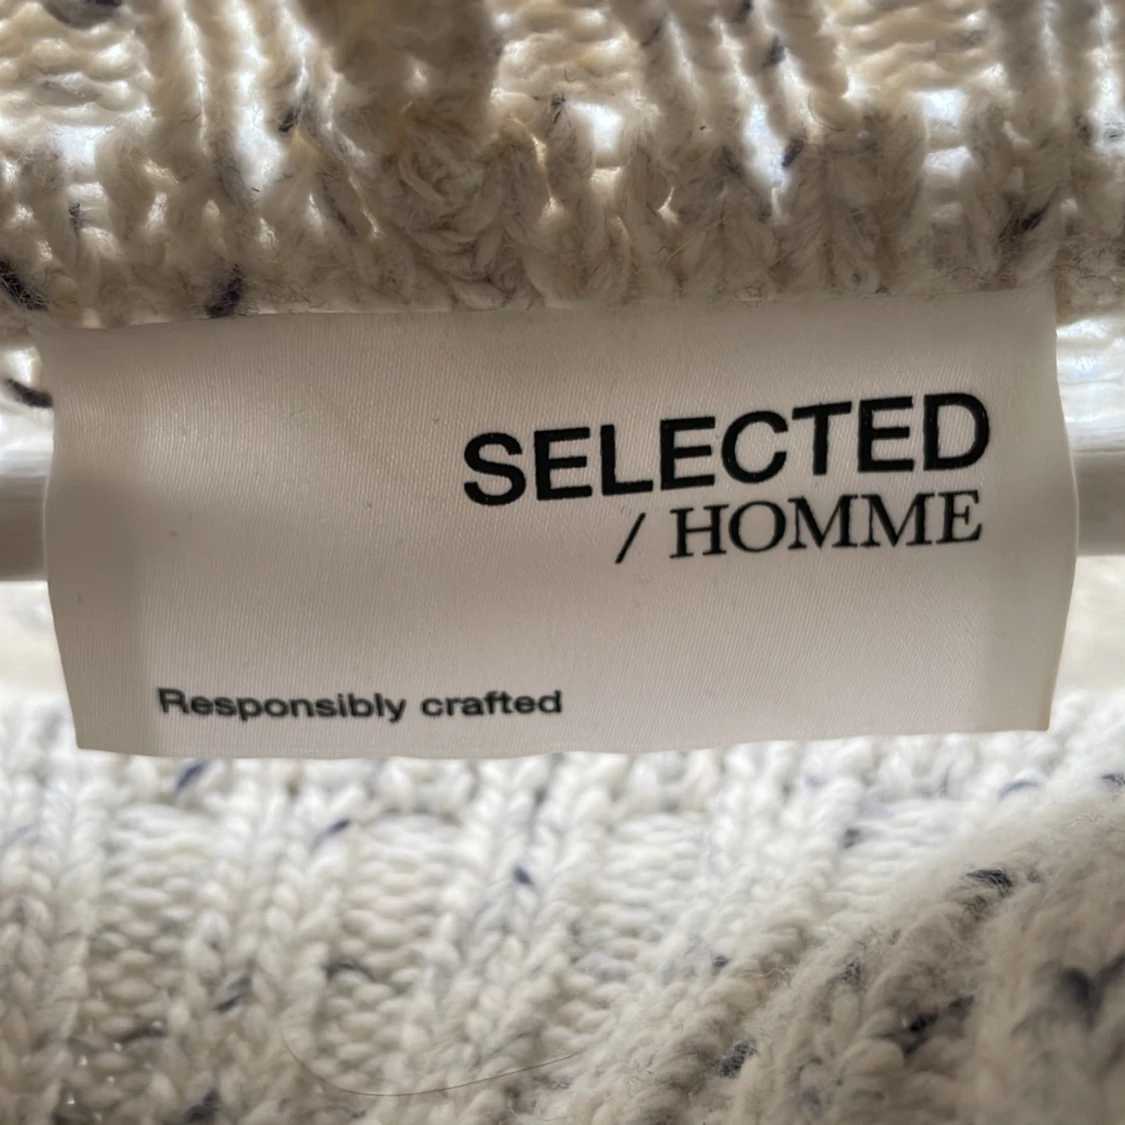 SELECTED
/ HOMME
Responsibly crafted